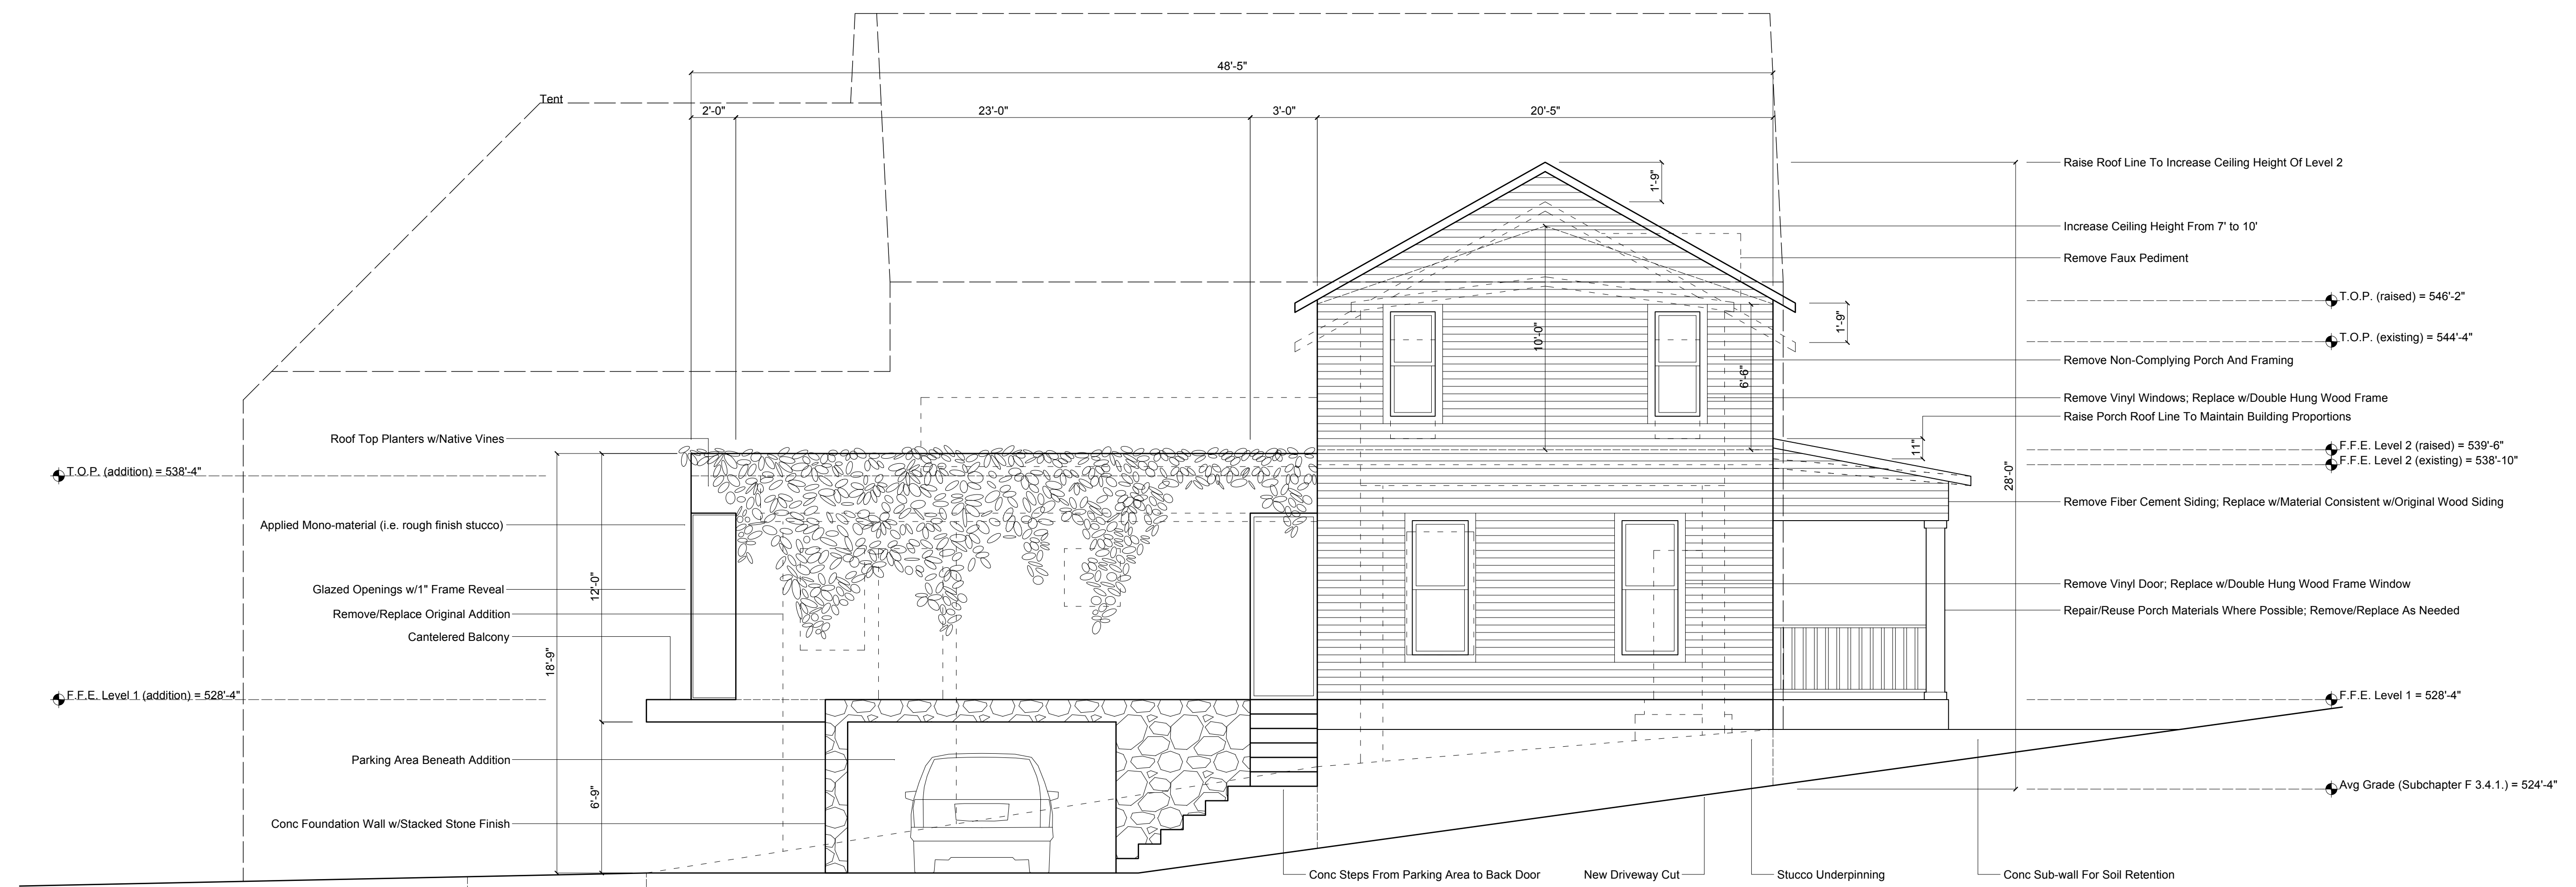 48'-5"
Tent
2'-0"
23'-0"
3'-0"
20'-5"
Raise Roof Line To Increase Ceiling Height Of Level 2
1'-9"
Increase Ceiling Height From 7' to 10'
Remove Faux Pediment
T.O.P. (raised) = 546'-2"
1'-9"
10'-0"
T.O.P. (existing) = 544'-4"
Remove Non-Complying Porch And Framing
6'-6"
Remove Vinyl Windows; Replace w/Double Hung Wood Frame
Raise Porch Roof Line To Maintain Building Proportions
Roof Top Planters w/Native Vines
11"
F.F.E. Level 2 (raised) = 539'-6"
F.F.E. Level 2 (existing) = 538'-10"
T.O.P. (addition) = 538'-4"
28'-0"
Remove Fiber Cement Siding; Replace w/Material Consistent w/Original Wood Siding
Applied Mono-material (i.e. rough finish stucco)
Glazed Openings w/1" Frame Reveal
12'-0"
Remove Vinyl Door; Replace w/Double Hung Wood Frame Window
Remove/Replace Original Addition
Repair/Reuse Porch Materials Where Possible; Remove/Replace As Needed
Cantelered Balcony
18'-9"
F.F.E. Level 1 (addition) = 528'-4"
F.F.E. Level 1 = 528'-4"
Parking Area Beneath Addition
6'-9"
Avg Grade (Subchapter F 3.4.1.) = 524'-4"
Conc Foundation Wall w/Stacked Stone Finish
Conc Steps From Parking Area to Back Door
New Driveway Cut
Stucco Underpinning
Conc Sub-wall For Soil Retention